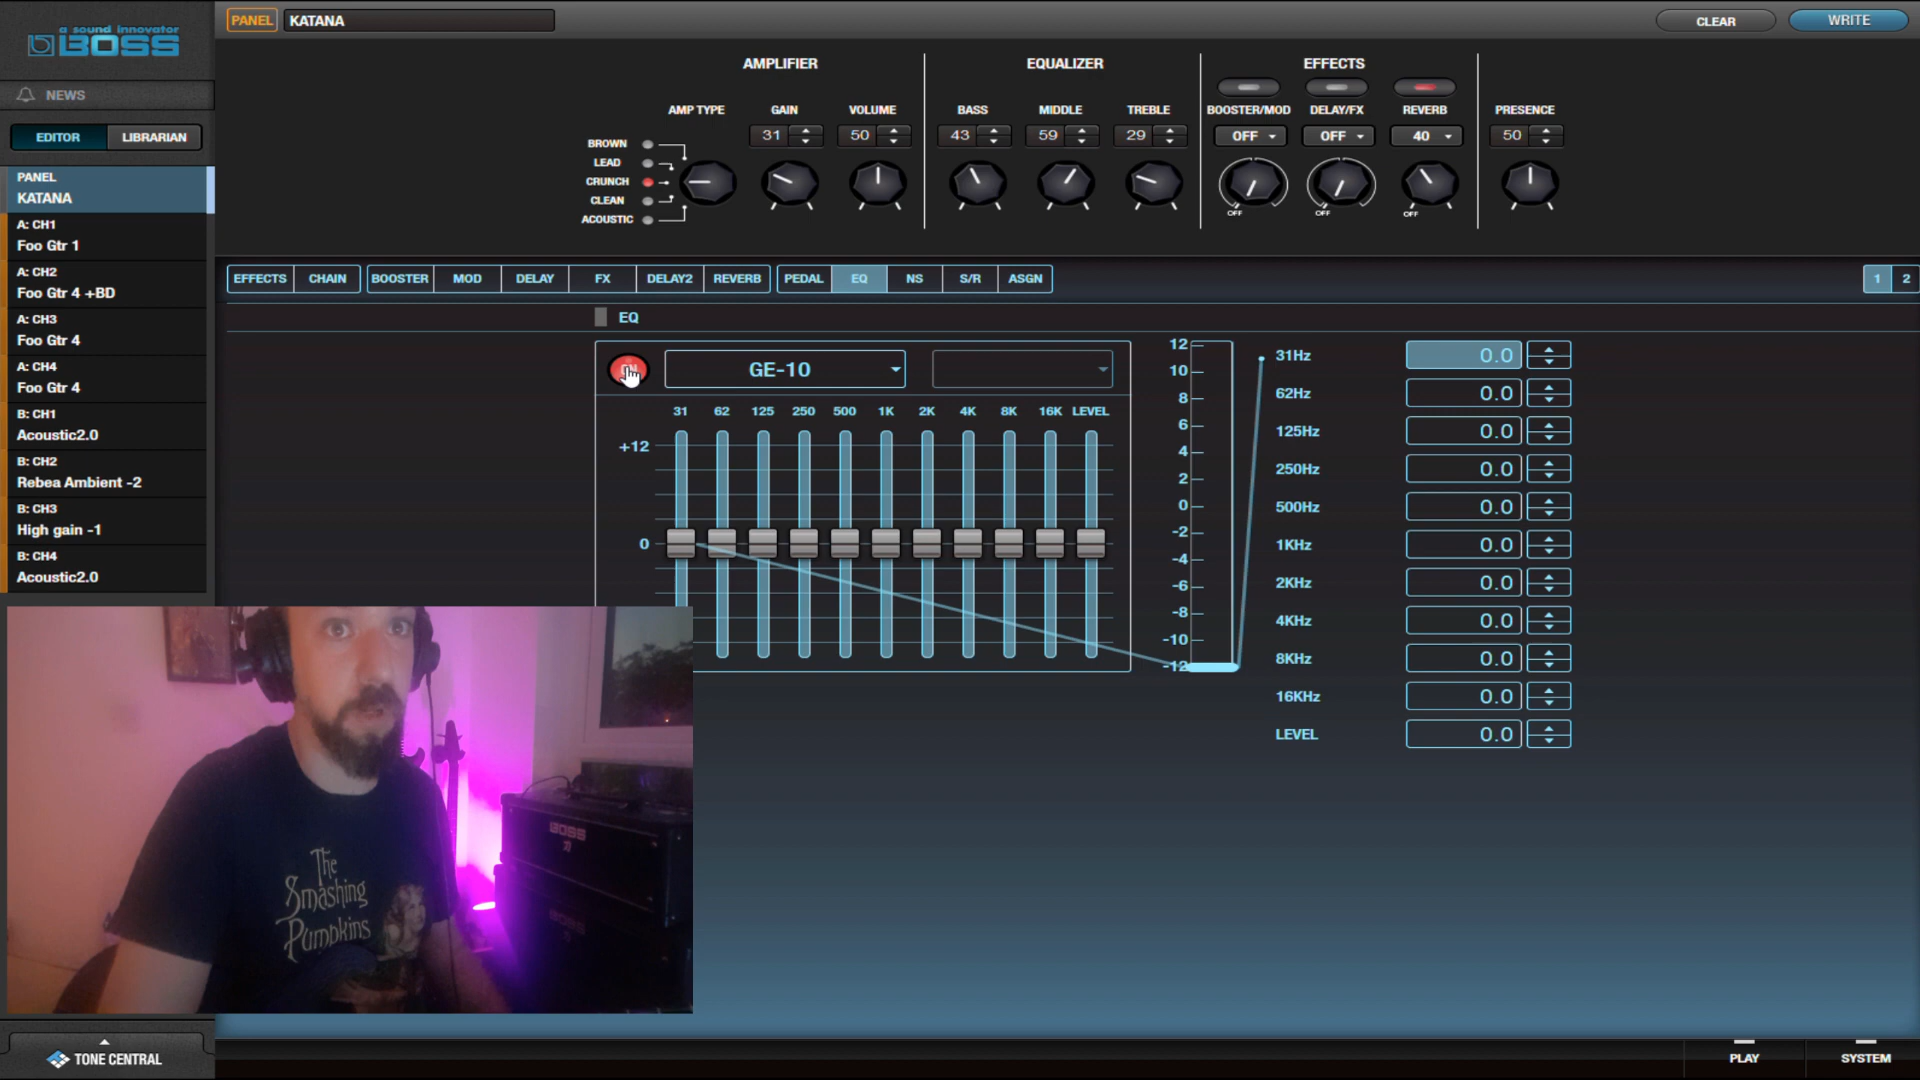 a sound innovator
BOSS
PANEL
KATANA
CLEAR
WRITE
NEWS
EDITOR
LIBRARIAN
PANEL
KATANA
A: CH1
Foo Gtr 1
A: CH2
Foo Gtr 4 +BD
A: CH3
Foo Gtr 4
A: CH4
Foo Gtr 4
B: CH1
Acoustic2.0
B: CH2
Rebea Ambient -2
B: CH3
High gain -1
B: CH4
Acoustic2.0
AMPLIFIER
AMP TYPE
GAIN
VOLUME
31
50
BROWN
LEAD
CRUNCH
CLEAN
ACOUSTIC
EQUALIZER
BASS
MIDDLE
TREBLE
43
59
29
EFFECTS
BOOSTER/MOD
DELAY/FX
REVERB
OFF
OFF
40
OFF
OFF
OFF
PRESENCE
50
EFFECTS
CHAIN
BOOSTER
MOD
DELAY
FX
DELAY2
REVERB
PEDAL
EQ
NS
S/R
ASGN
1
2
EQ
GE-10
31 62 125 250 500 1K 2K 4K 8K 16K LEVEL
+12
0
12
10
8
6
4
2
0
-2
-4
-6
-8
-10
-12
31Hz 0.0
62Hz 0.0
125Hz 0.0
250Hz 0.0
500Hz 0.0
1KHz 0.0
2KHz 0.0
4KHz 0.0
8KHz 0.0
16KHz 0.0
LEVEL 0.0
The
Smashing
Pumpkins
BOSS
BOSS
TONE CENTRAL
PLAY
SYSTEM